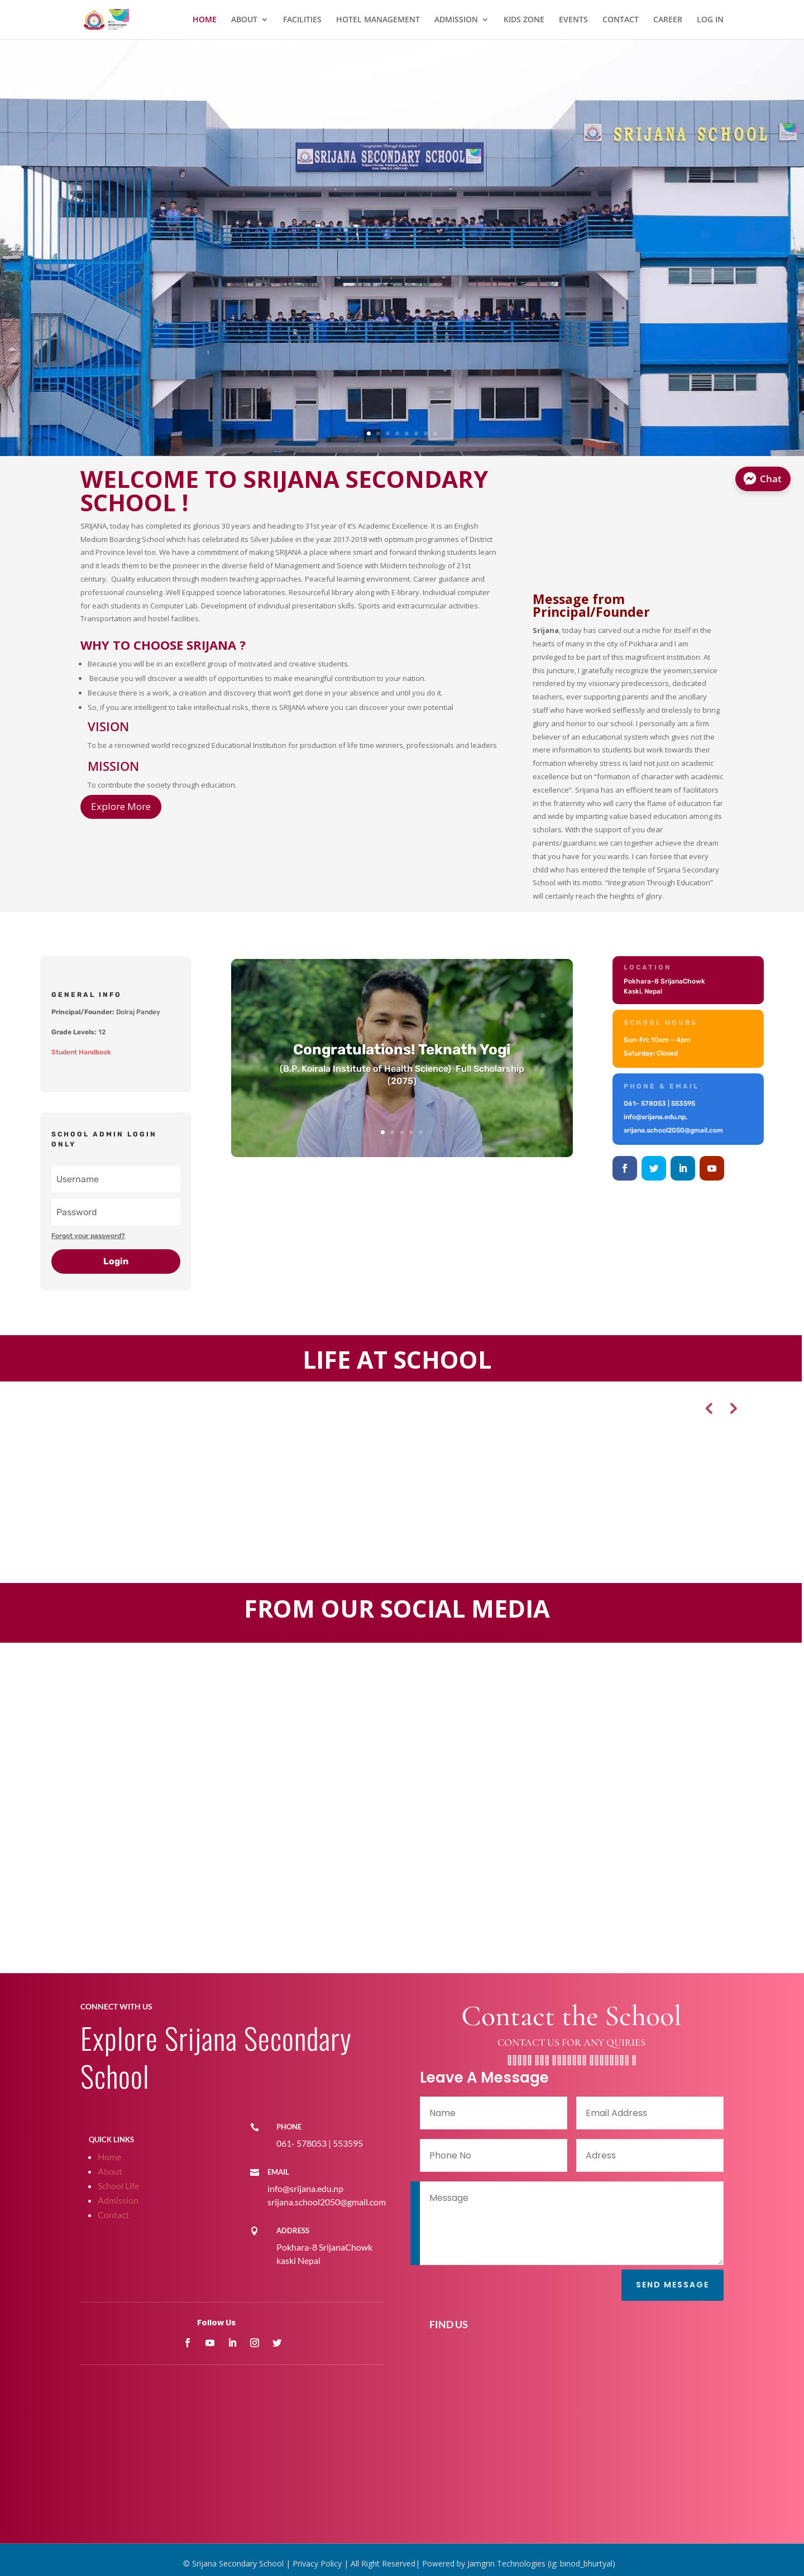 HOME ABOUT FACILITIES HOTEL MANAGEMENT ADMISSION KIDS ZONE EVENTS CONTACT CAREER LOG IN
"Integration Through Education"
SRIJANA SECONDARY SCHOOL
SRIJANA SCHOOL
Chat
WELCOME TO SRIJANA SECONDARY
SCHOOL !
SRIJANA, today has completed its glorious 30 years and heading to 31st year of it's Academic Excellence. It is an English
Medium Boarding School which has celebrated its Silver Jubilee in the year 2017-2018 with optimum programmes of District
and Province level too. We have a commitment of making SRIJANA a place where smart and forward thinking students learn
and it leads them to be the pioneer in the diverse field of Management and Science with Modern technology of 21st
century. Quality education through modern teaching approaches. Peaceful learning environment. Career guidance and
professional counseling .Well Equipped science laboratories. Resourceful library along with E-library. Individual computer
for each students in Computer Lab. Development of individual presentation skills. Sports and extracurricular activities.
Transportation and hostel facilities.
WHY TO CHOOSE SRIJANA ?
Because you will be in an excellent group of motivated and creative students.
Because you will discover a wealth of opportunities to make meaningful contribution to your nation.
Because there is a work, a creation and discovery that won't get done in your absence and until you do it.
So, if you are intelligent to take intellectual risks, there is SRIJANA where you can discover your own potential
VISION
To be a renowned world recognized Educational Institution for production of life time winners, professionals and leaders
MISSION
To contribute the society through education.
Explore More
Message from
Principal/Founder
Srijana, today has carved out a niche for itself in the
hearts of many in the city of Pokhara and I am
privileged to be part of this magnificent institution. At
this juncture, I gratefully recognize the yeomen,service
rendered by my visionary predecessors, dedicated
teachers, ever supporting parents and the ancillary
staff who have worked selflessly and tirelessly to bring
glory and honor to our school. I personally am a firm
believer of an educational system which gives not the
mere information to students but work towards their
formation whereby stress is laid not just on academic
excellence but on "formation of character with academic
excellence". Srijana has an efficient team of facilitators
in the fraternity who will carry the flame of education far
and wide by imparting value based education among its
scholars. With the support of you dear
parents/guardians we can together achieve the dream
that you have for you wards. I can forsee that every
child who has entered the temple of Srijana Secondary
School with its motto. "Integration Through Education"
will certainly reach the heights of glory.
GENERAL INFO
Principal/Founder: Dolraj Pandey
Grade Levels: 12
Student Handbook
SCHOOL ADMIN LOGIN
ONLY
Username
Password
Forgot your password?
Login
Congratulations! Teknath Yogi
(B.P. Koirala Institute of Health Science) Full Scholarship
(2075)
LOCATION
Pokhara-8 SrijanaChowk
Kaski, Nepal
SCHOOL HOURS
Sun-Fri: 10am – 4pm
Saturday: Closed
PHONE & EMAIL
061- 578053 | 553595
info@srijana.edu.np,
srijana.school2050@gmail.com
LIFE AT SCHOOL
FROM OUR SOCIAL MEDIA
CONNECT WITH US
Explore Srijana Secondary
School
QUICK LINKS
Home
About
School Life
Admission
Contact
PHONE
061- 578053 | 553595
EMAIL
info@srijana.edu.np
srijana.school2050@gmail.com
ADDRESS
Pokhara-8 SrijanaChowk
kaski Nepal
Follow Us
Contact the School
CONTACT US FOR ANY QUIRIES
Leave A Message
Name
Email Address
Phone No
Adress
Message
SEND MESSAGE
FIND US
© Srijana Secondary School | Privacy Policy | All Right Reserved| Powered by Jamgrin Technologies (ig: binod_bhurtyal)